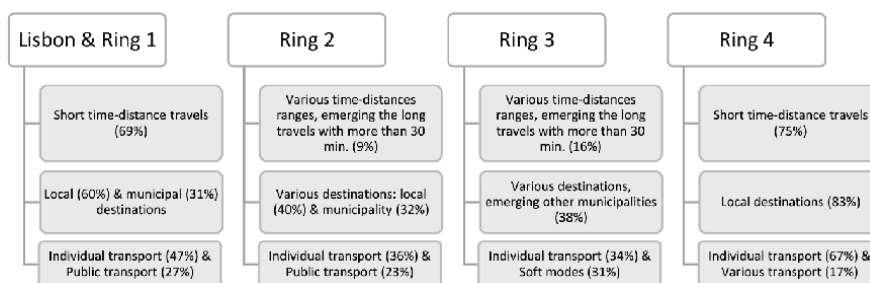 Lisbon & Ring 1
Short time-distance travels
(69%)
Local (60%) & municipal (31%)
destinations
Individual transport (47%) &
Public transport (27%)
Ring 2
Various time-distances
ranges, emerging the long
travels with more than 30
min. (9%)
Various destinations: local
(40%) & municipality (32%)
Individual transport (36%) &
Public transport (23%)
Ring 3
Various time-distances
ranges, emerging the long
travels with more than 30
min. (16%)
Various destinations,
emerging other municipalities
(38%)
Individual transport (34%) &
Soft modes (31%)
Ring 4
Short time-distance travels
(75%)
Local destinations (83%)
Individual transport (67%) &
Various transport (17%)